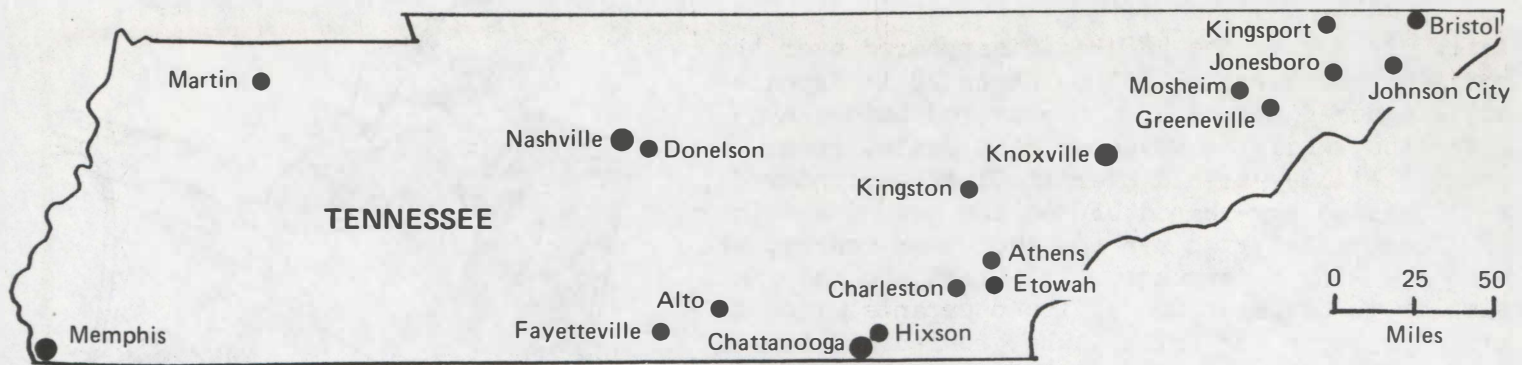 Kingsport
Bristol
Martin
Jonesboro
Mosheim
Johnson City
Greeneville
Nashville
Donelson
Knoxville
Kingston
TENNESSEE
Athens
Charleston
Etowah
0 25 50
Miles
Alto
Fayetteville
Hixson
Chattanooga
Memphis